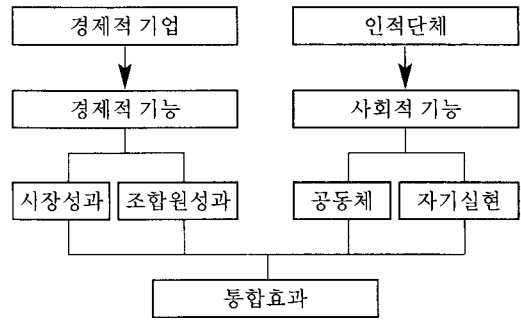 경제적 기업 인적단체
경제적 기능 사회적 기능
시장성과 조합원성과 공동체 자기실현
통합효과